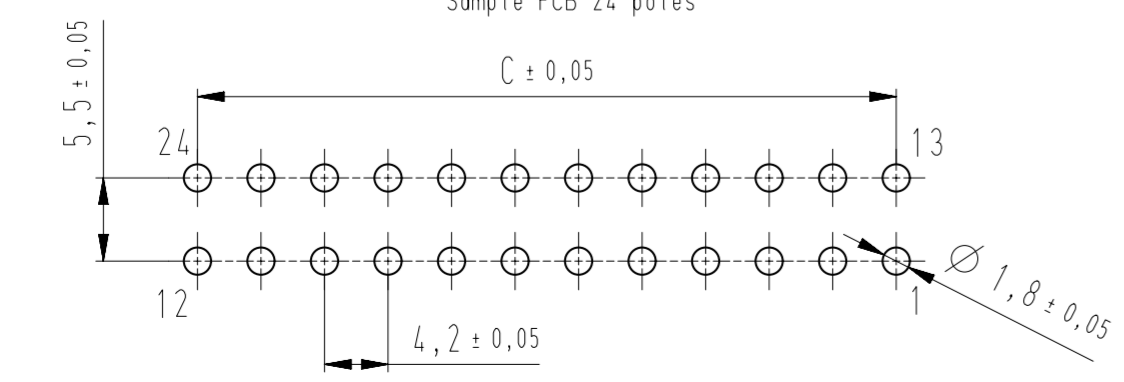 Sample PCB 24 poles
5,5 ± 0,05
C ± 0,05
24
13
12
1
Ø 1,8 ± 0,05
4,2 ± 0,05